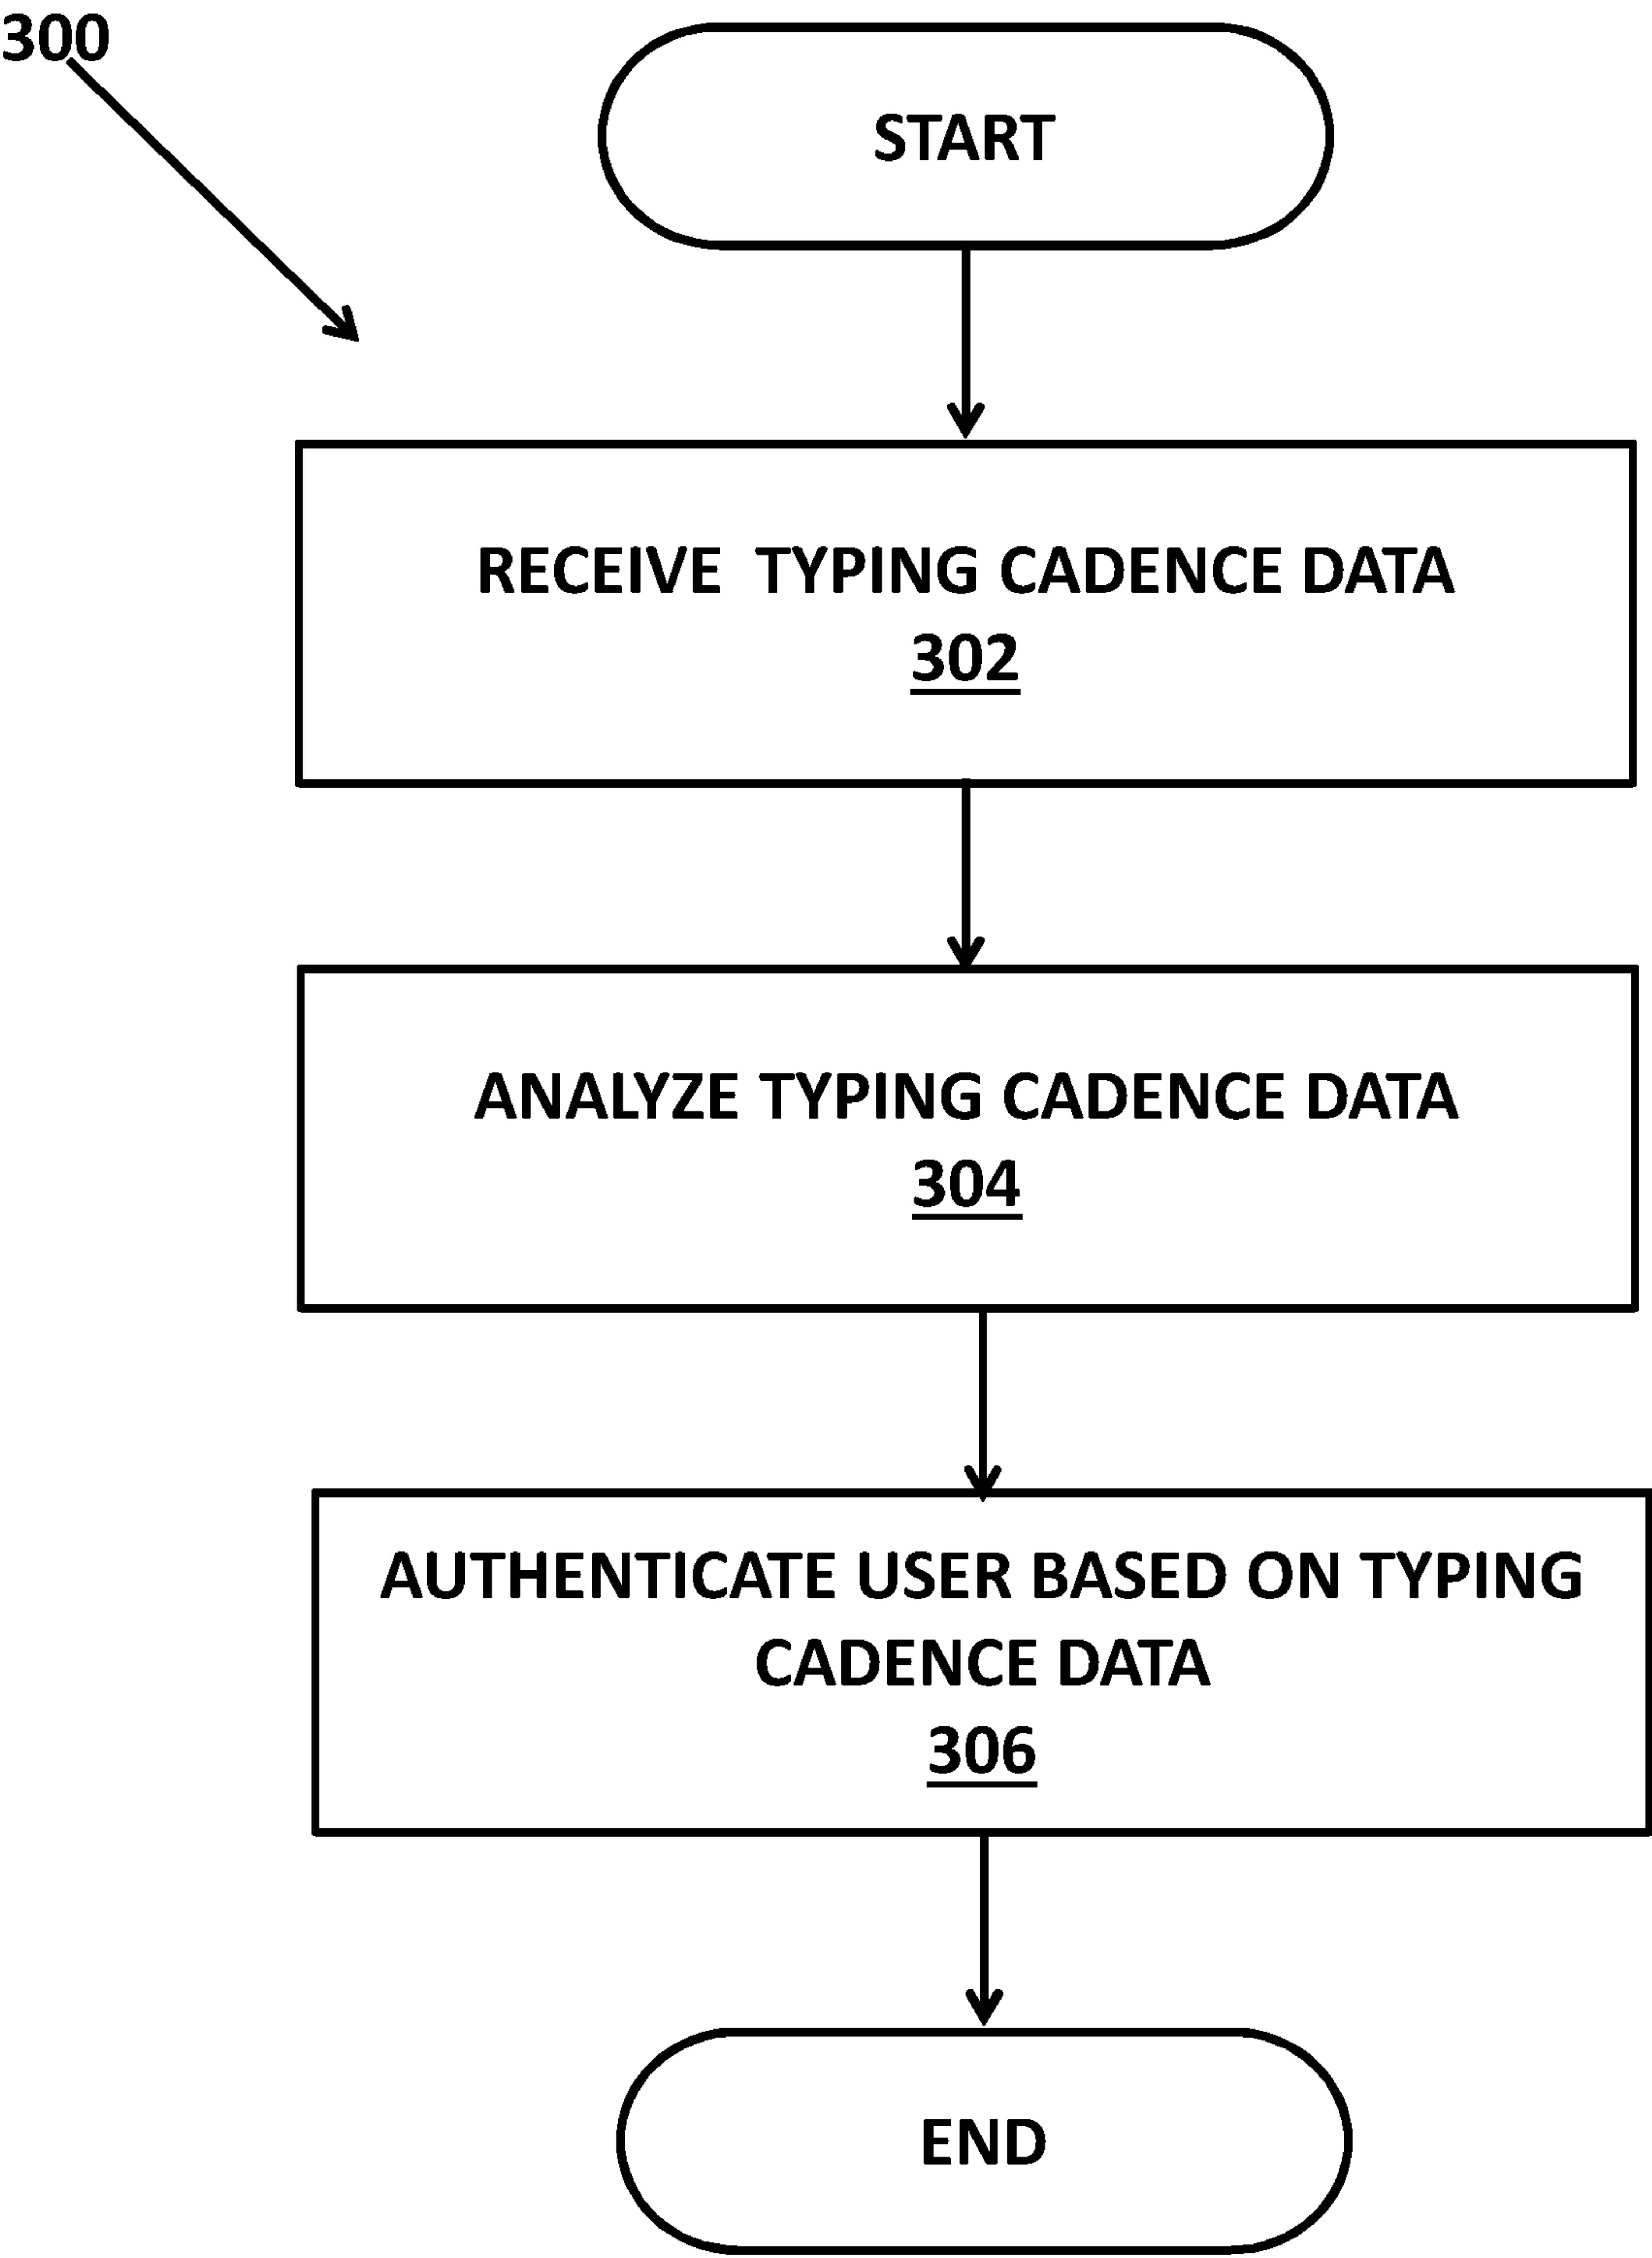 300
START
RECEIVE TYPING CADENCE DATA
302
ANALYZE TYPING CADENCE DATA
304
AUTHENTICATE USER BASED ON TYPING
CADENCE DATA
306
END